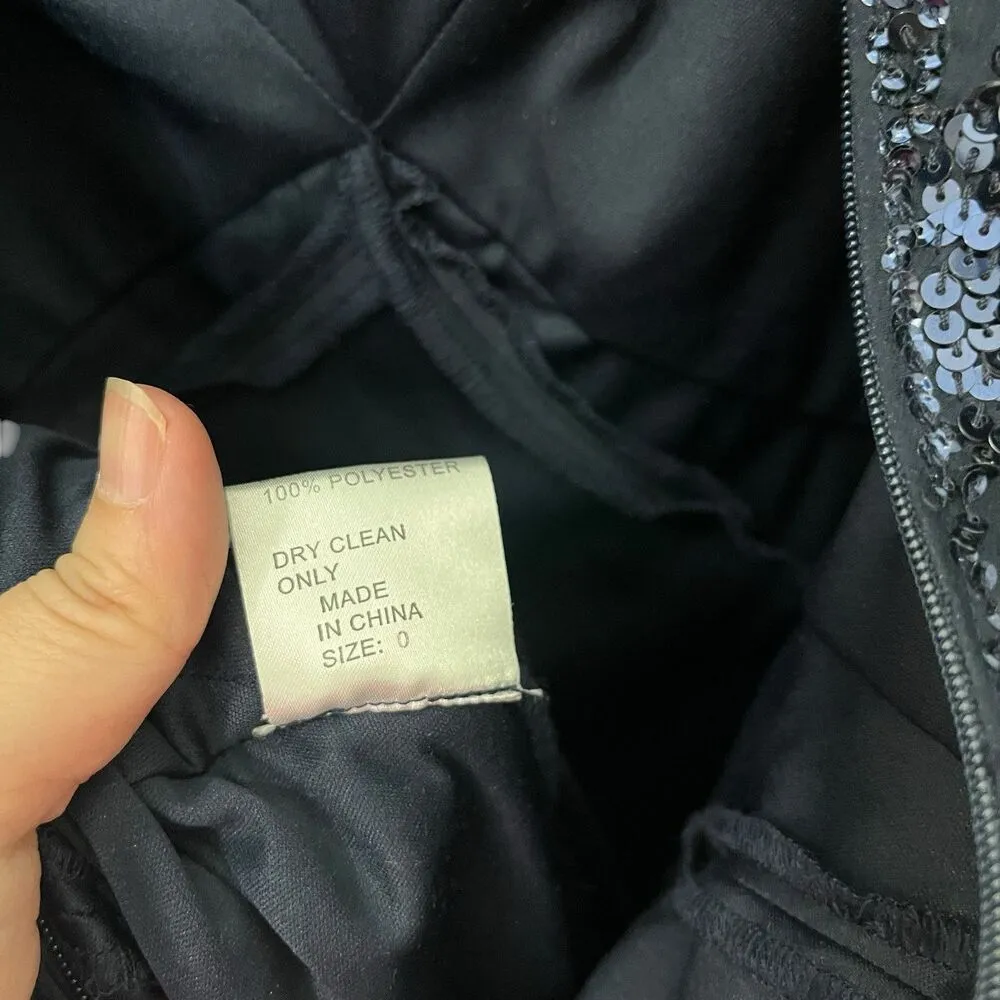 100% POLYESTER
DRY CLEAN
ONLY
MADE
IN CHINA
SIZE: 0